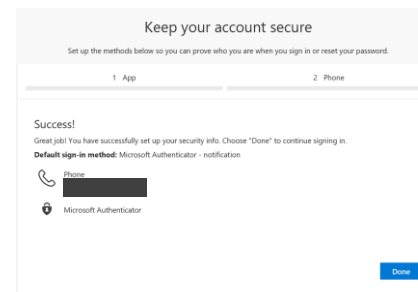 Keep your account secure
Set up the methods below so you can prove who you are when you sign in or reset your password.
1 App
2 Phone
Success!
Great job! You have successfully set up your security info. Choose "Done" to continue signing in.
Default sign-in method: Microsoft Authenticator - notification
Phone
Microsoft Authenticator
Done